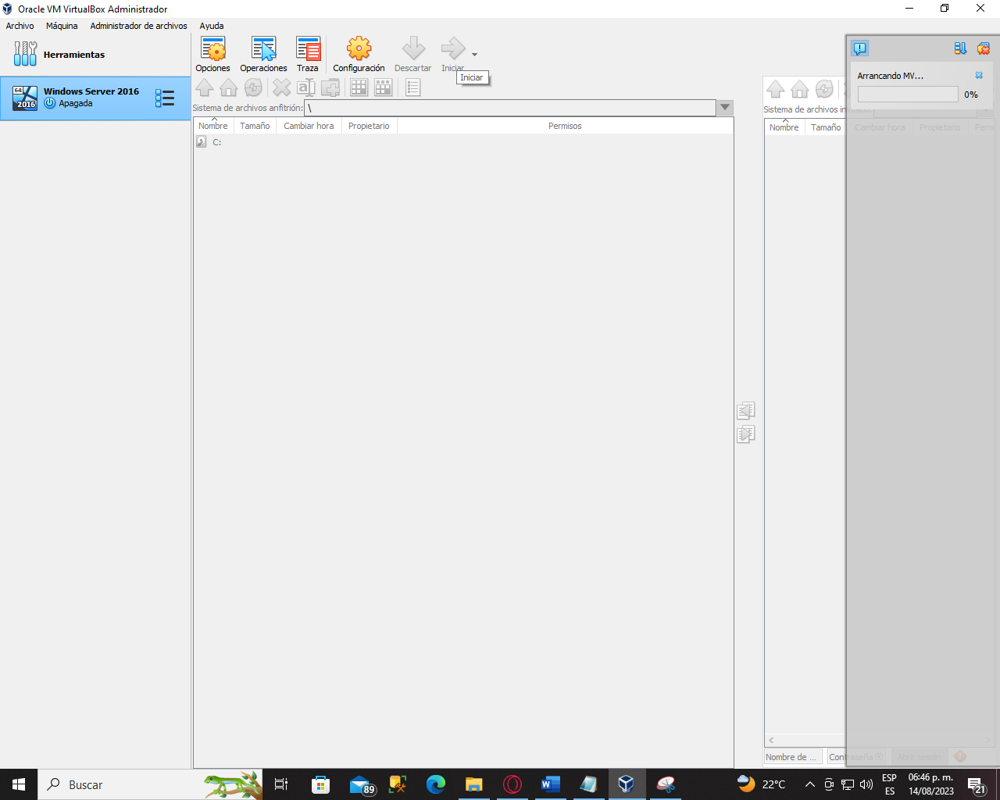 Oracle VM VirtualBox Administrador
Archivo Máquina Administrador de archivos Ayuda
Herramientas
Opciones Operaciones Traza Configuración Descartar Iniciar
Iniciar
64
2016
Windows Server 2016
Apagada
Arrancando MV...
0%
Sistema de archivos anfitrión: \
Sistema de archivos invitado:
Nombre Tamaño Cambiar hora Propietario Permisos
Nombre Tamaño Cambiar hora Propietario Perm
C:
Nombre de ... Contraseña Abrir sesión
Buscar
89
22°C
ESP
ES
06:46 p. m.
14/08/2023
21